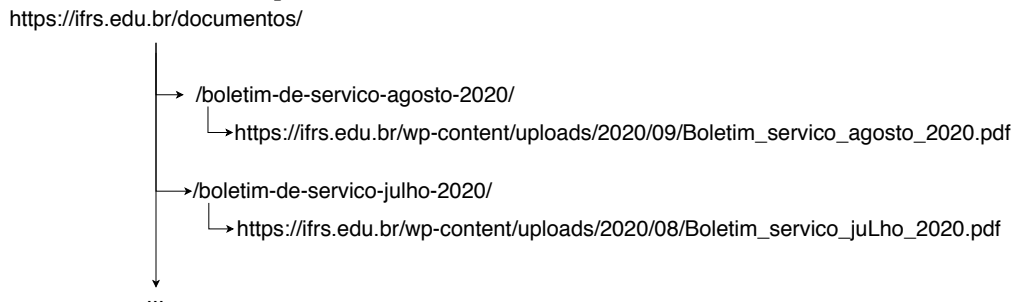 https://ifrs.edu.br/documentos/
/boletim-de-servico-agosto-2020/
https://ifrs.edu.br/wp-content/uploads/2020/09/Boletim_servico_agosto_2020.pdf
/boletim-de-servico-julho-2020/
https://ifrs.edu.br/wp-content/uploads/2020/08/Boletim_servico_juLho_2020.pdf
...